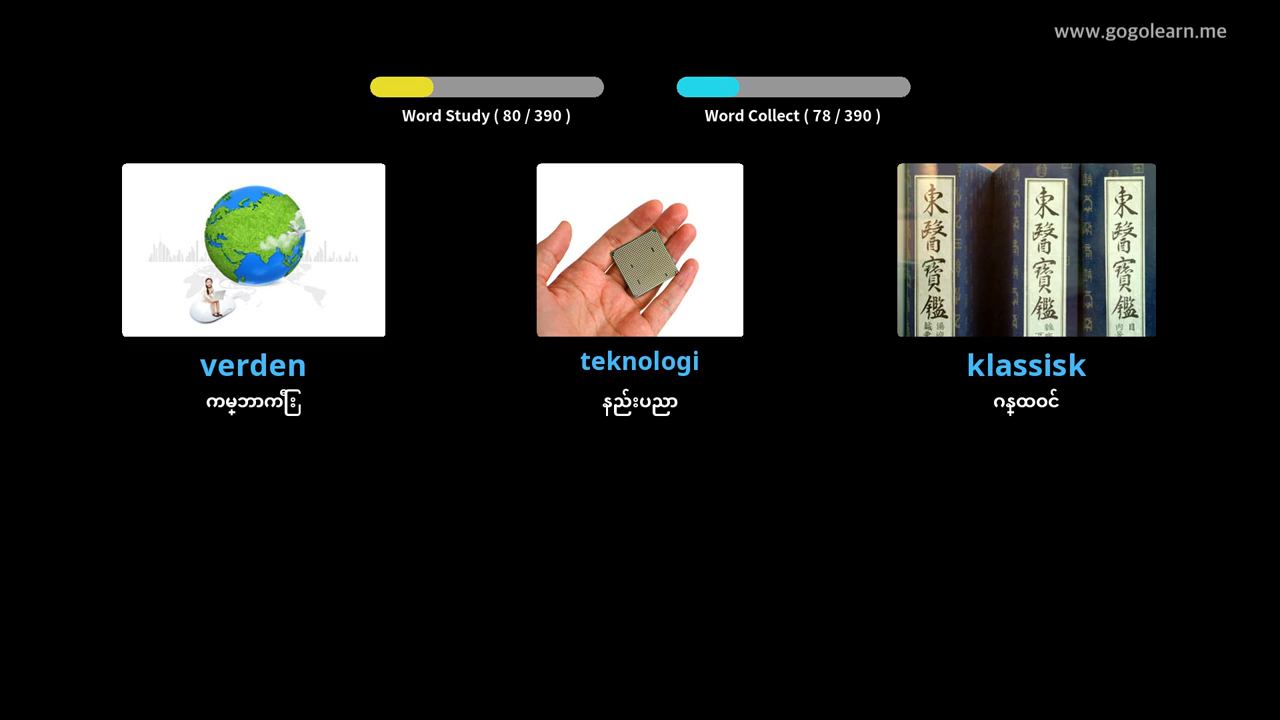 www.gogolearn.me
Word Study ( 80 / 390 )
Word Collect ( 78 / 390 )
東醫寶鑑
東醫寶鑑
東醫寶鑑
verden
teknologi
klassisk
ကမ္ဘာကြီး
နည်းပညာ
ဂန္ထဝင်